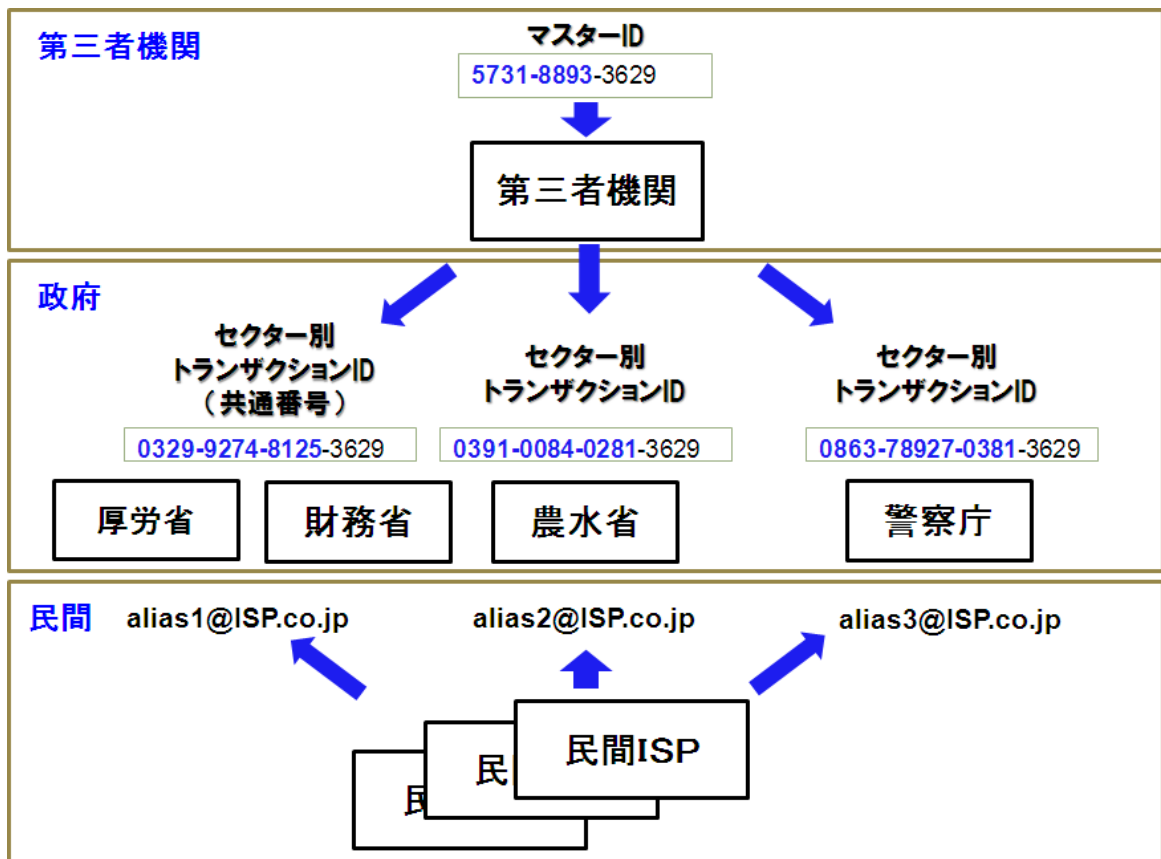 第三者機関
マスターID
5731-8893-3629
第三者機関
政府
セクター別
トランザクションID
(共通番号)
セクター別
トランザクションID
セクター別
トランザクションID
0329-9274-8125-3629
0391-0084-0281-3629
0863-78927-0381-3629
厚労省
財務省
農水省
警察庁
民間
alias1@ISP.co.jp
alias2@ISP.co.jp
alias3@ISP.co.jp
民間ISP
民